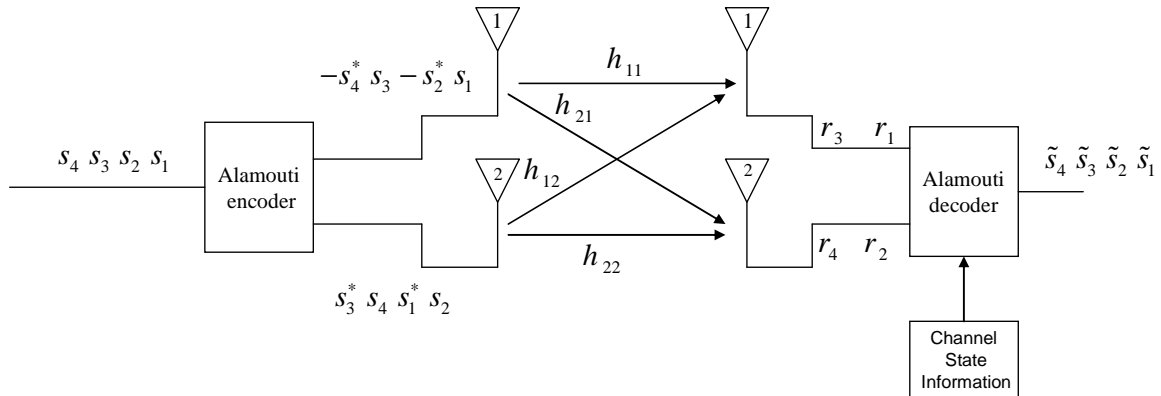 1
1
-s₄* s₃ -s₂* s₁
h₁₁
h₂₁
r₃ r₁
s₄ s₃ s₂ s₁
Alamouti
encoder
2
h₁₂
2
Alamouti
decoder
s̃₄ s̃₃ s̃₂ s̃₁
h₂₂
r₄ r₂
s₃* s₄ s₁* s₂
Channel
State
Information